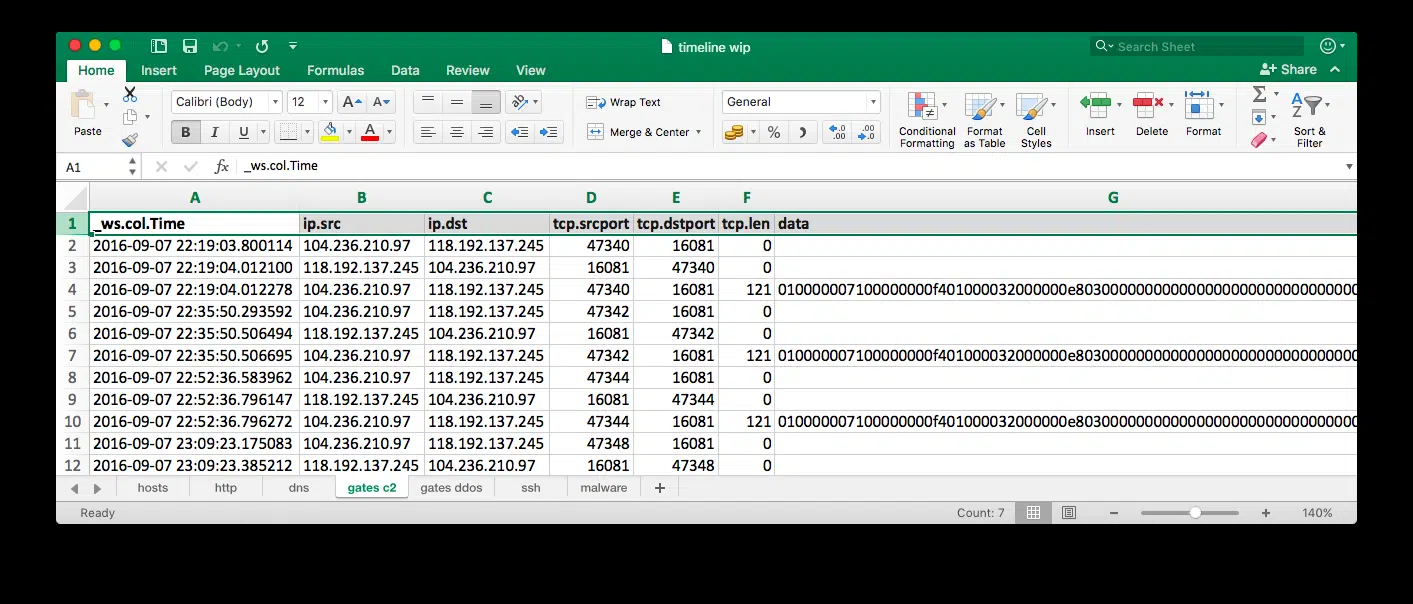 timeline wip
Search Sheet
Home Insert Page Layout Formulas Data Review View
Share
Paste
Calibri (Body) 12
B I U
Wrap Text
Merge & Center
General
Conditional Formatting
Format as Table
Cell Styles
Insert Delete Format
Sort & Filter
A1 fx _ws.col.Time
A B C D E F G
1 _ws.col.Time ip.src ip.dst tcp.srcport tcp.dstport tcp.len data
2 2016-09-07 22:19:03.800114 104.236.210.97 118.192.137.245 47340 16081 0
3 2016-09-07 22:19:04.012100 118.192.137.245 104.236.210.97 16081 47340 0
4 2016-09-07 22:19:04.012278 104.236.210.97 118.192.137.245 47340 16081 121 010000007100000000f401000032000000e8030000000000000000000000000000
5 2016-09-07 22:35:50.293592 104.236.210.97 118.192.137.245 47342 16081 0
6 2016-09-07 22:35:50.506494 118.192.137.245 104.236.210.97 16081 47342 0
7 2016-09-07 22:35:50.506695 104.236.210.97 118.192.137.245 47342 16081 121 010000007100000000f401000032000000e8030000000000000000000000000000
8 2016-09-07 22:52:36.583962 104.236.210.97 118.192.137.245 47344 16081 0
9 2016-09-07 22:52:36.796147 118.192.137.245 104.236.210.97 16081 47344 0
10 2016-09-07 22:52:36.796272 104.236.210.97 118.192.137.245 47344 16081 121 010000007100000000f401000032000000e8030000000000000000000000000000
11 2016-09-07 23:09:23.175083 104.236.210.97 118.192.137.245 47348 16081 0
12 2016-09-07 23:09:23.385212 118.192.137.245 104.236.210.97 16081 47348 0
hosts http dns gates c2 gates ddos ssh malware
Ready Count: 7 140%